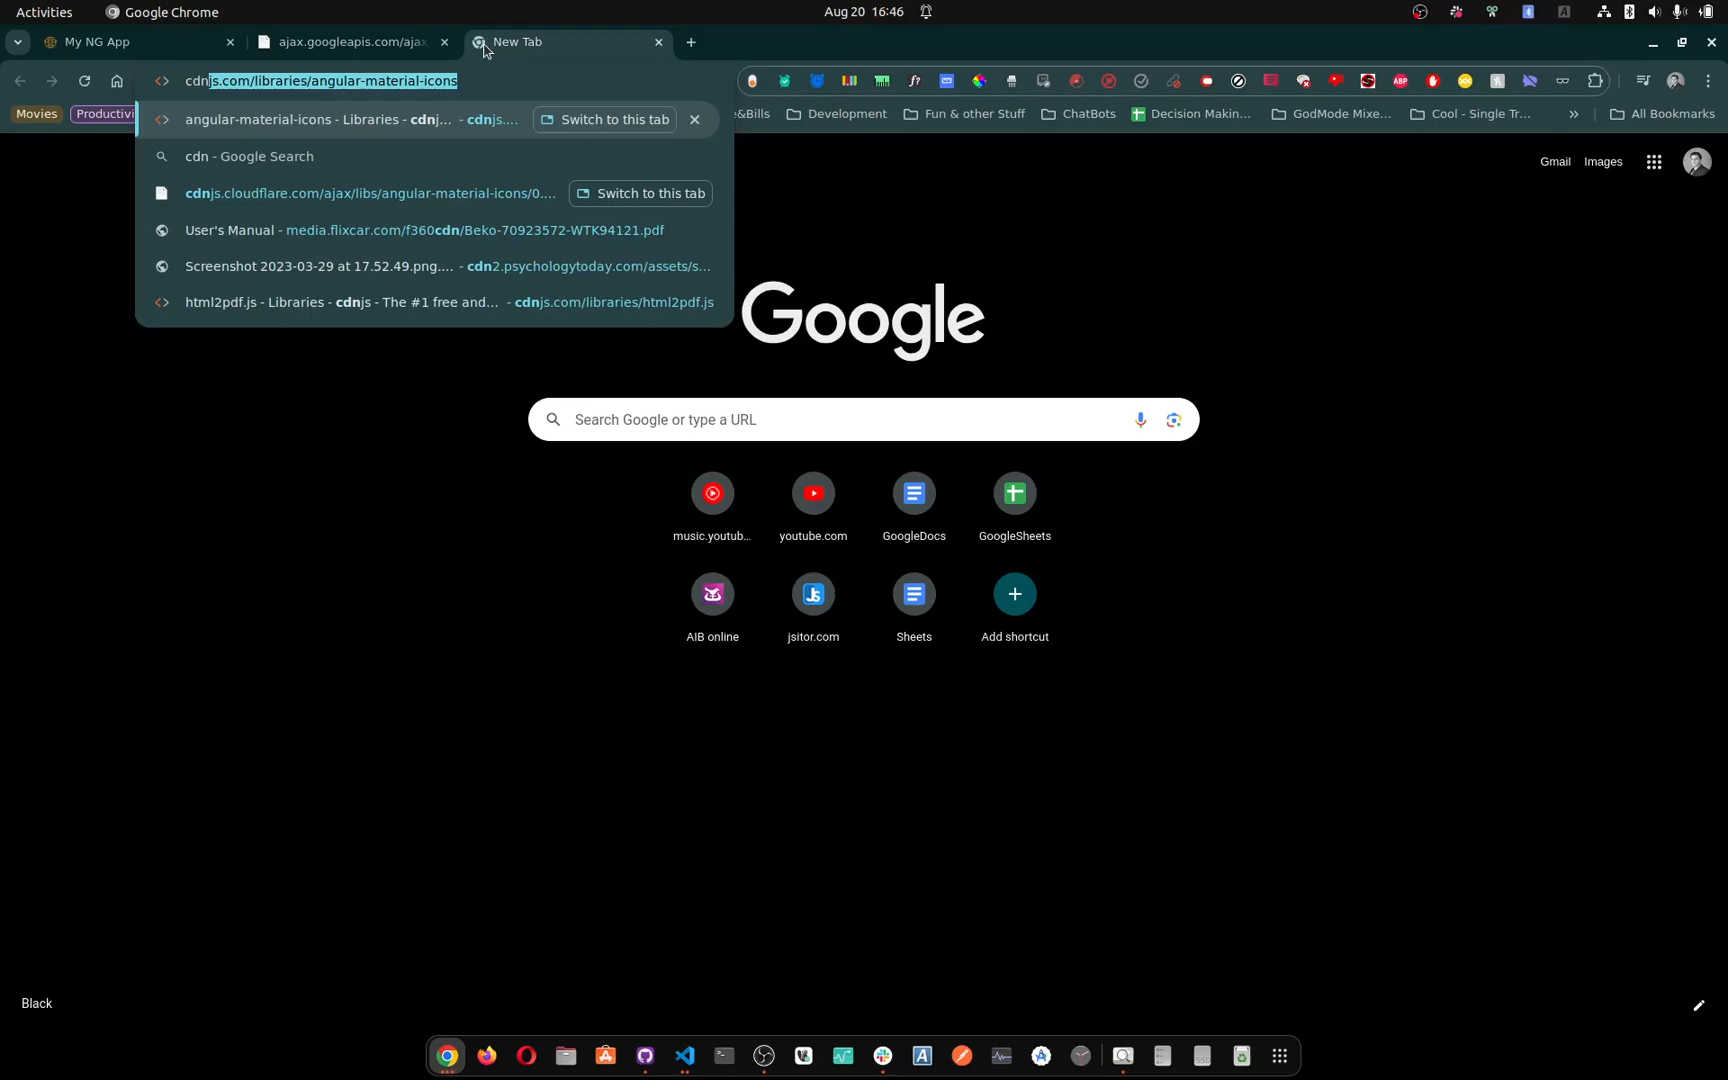 Activities
Google Chrome
Aug 20 16:46
My NG App
ajax.googleapis.com/ajax
New Tab
cdnjs.com/libraries/angular-material-icons
Movies
Productivi
angular-material-icons - Libraries - cdnj... - cdnjs....
Switch to this tab
e&Bills
Development
Fun & other Stuff
ChatBots
Decision Makin...
GodMode Mixe...
Cool - Single Tr...
»
All Bookmarks
cdn - Google Search
Gmail
Images
cdnjs.cloudflare.com/ajax/libs/angular-material-icons/0....
Switch to this tab
User's Manual - media.flixcar.com/f360cdn/Beko-70923572-WTK94121.pdf
Screenshot 2023-03-29 at 17.52.49.png.... - cdn2.psychologytoday.com/assets/s...
html2pdf.js - Libraries - cdnjs - The #1 free and... - cdnjs.com/libraries/html2pdf.js
Google
Search Google or type a URL
music.youtub...
youtube.com
GoogleDocs
GoogleSheets
AIB online
jsitor.com
Sheets
Add shortcut
Black